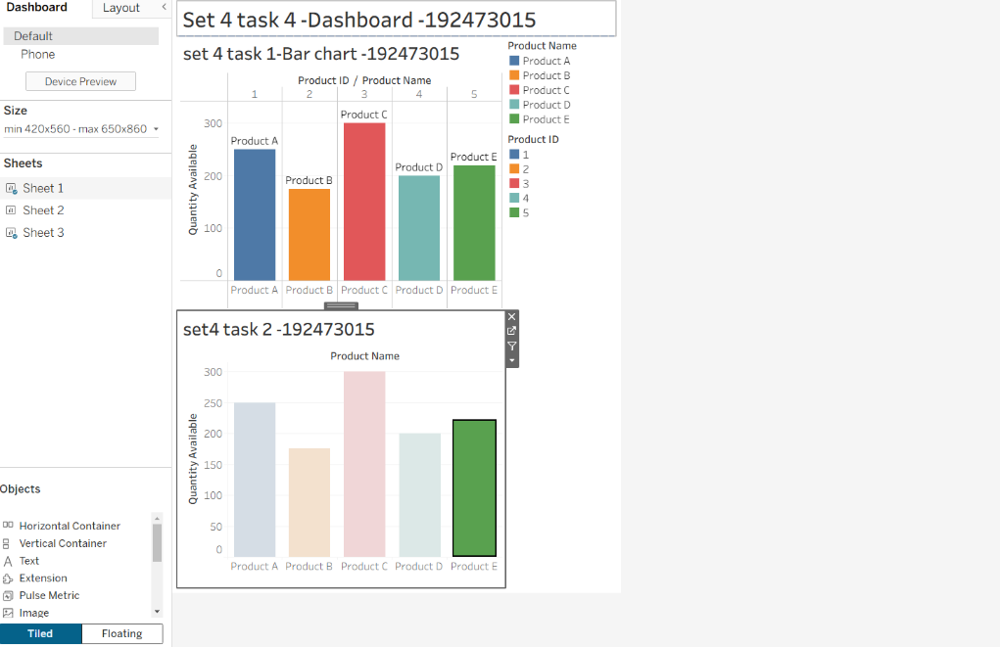 Dashboard
Layout
Default
Phone
Device Preview
Size
min 420x560 - max 650x860
Sheets
Sheet 1
Sheet 2
Sheet 3
Objects
Horizontal Container
Vertical Container
A Text
Extension
Pulse Metric
Image
Tiled
Floating
Set 4 task 4 -Dashboard -192473015
set 4 task 1-Bar chart -192473015
Product ID / Product Name
1 2 3 4 5
Quantity Available
300
200
100
0
Product A
Product B
Product C
Product D
Product E
Product A Product B Product C Product D Product E
Product Name
Product A
Product B
Product C
Product D
Product E
Product ID
1
2
3
4
5
set4 task 2 -192473015
Product Name
Quantity Available
300
250
200
150
100
50
0
Product A Product B Product C Product D Product E